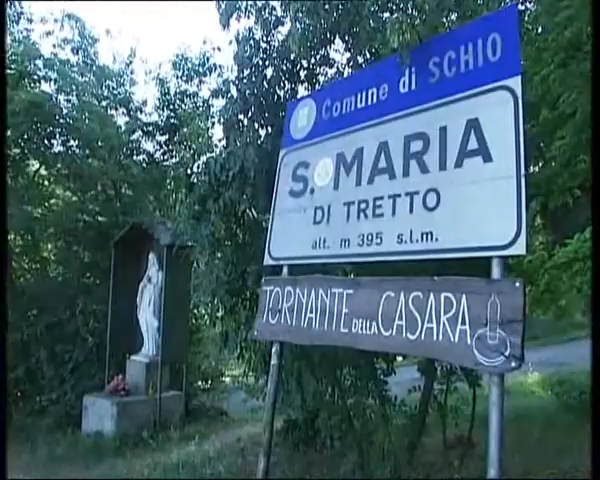 Comune di SCHIO
S. MARIA
DI TRETTO
alt. m 395 s.l.m.
TORNANTE DELLA CASARA